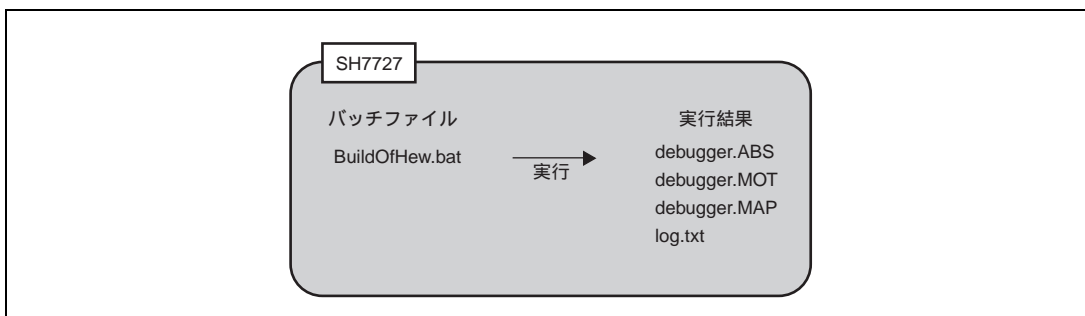 SH7727
バッチファイル
BuildOfHew.bat
実行
実行結果
debugger.ABS
debugger.MOT
debugger.MAP
log.txt